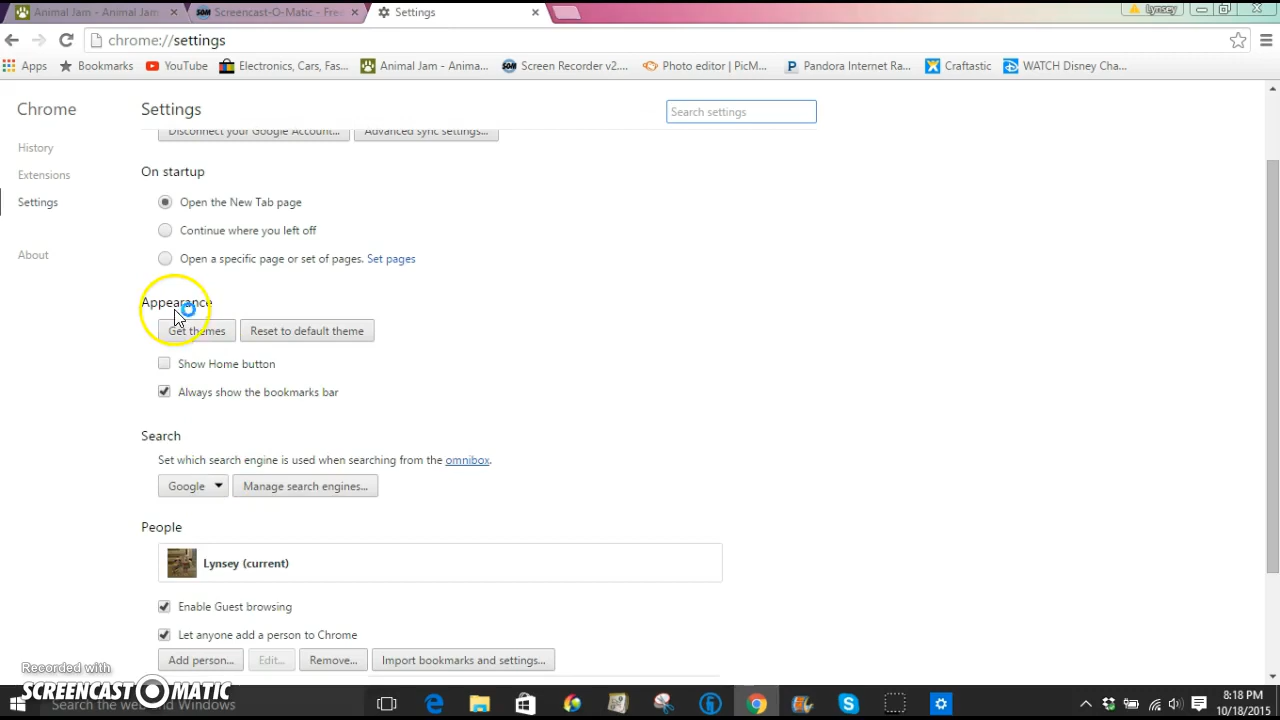 Animal Jam - Animal Jam
Screencast-O-Matic - Fre
Settings
Lynsey
chrome://settings
Apps
Bookmarks
YouTube
Electronics, Cars, Fas...
Animal Jam - Anima...
Screen Recorder v2....
Photo editor | PicM...
Pandora Internet Ra...
Craftastic
WATCH Disney Cha...
Chrome
History
Extensions
Settings
About
Settings
Search settings
Disconnect your Google Account...
Advanced sync settings...
On startup
Open the New Tab page
Continue where you left off
Open a specific page or set of pages. Set pages
Appearance
Get themes
Reset to default theme
Show Home button
Always show the bookmarks bar
Search
Set which search engine is used when searching from the omnibox.
Google
Manage search engines...
People
Lynsey (current)
Enable Guest browsing
Let anyone add a person to Chrome
Add person...
Edit...
Remove...
Import bookmarks and settings...
Recorded with
SCREENCAST-O-MATIC
Search the web and Windows
8:18 PM
10/18/2015